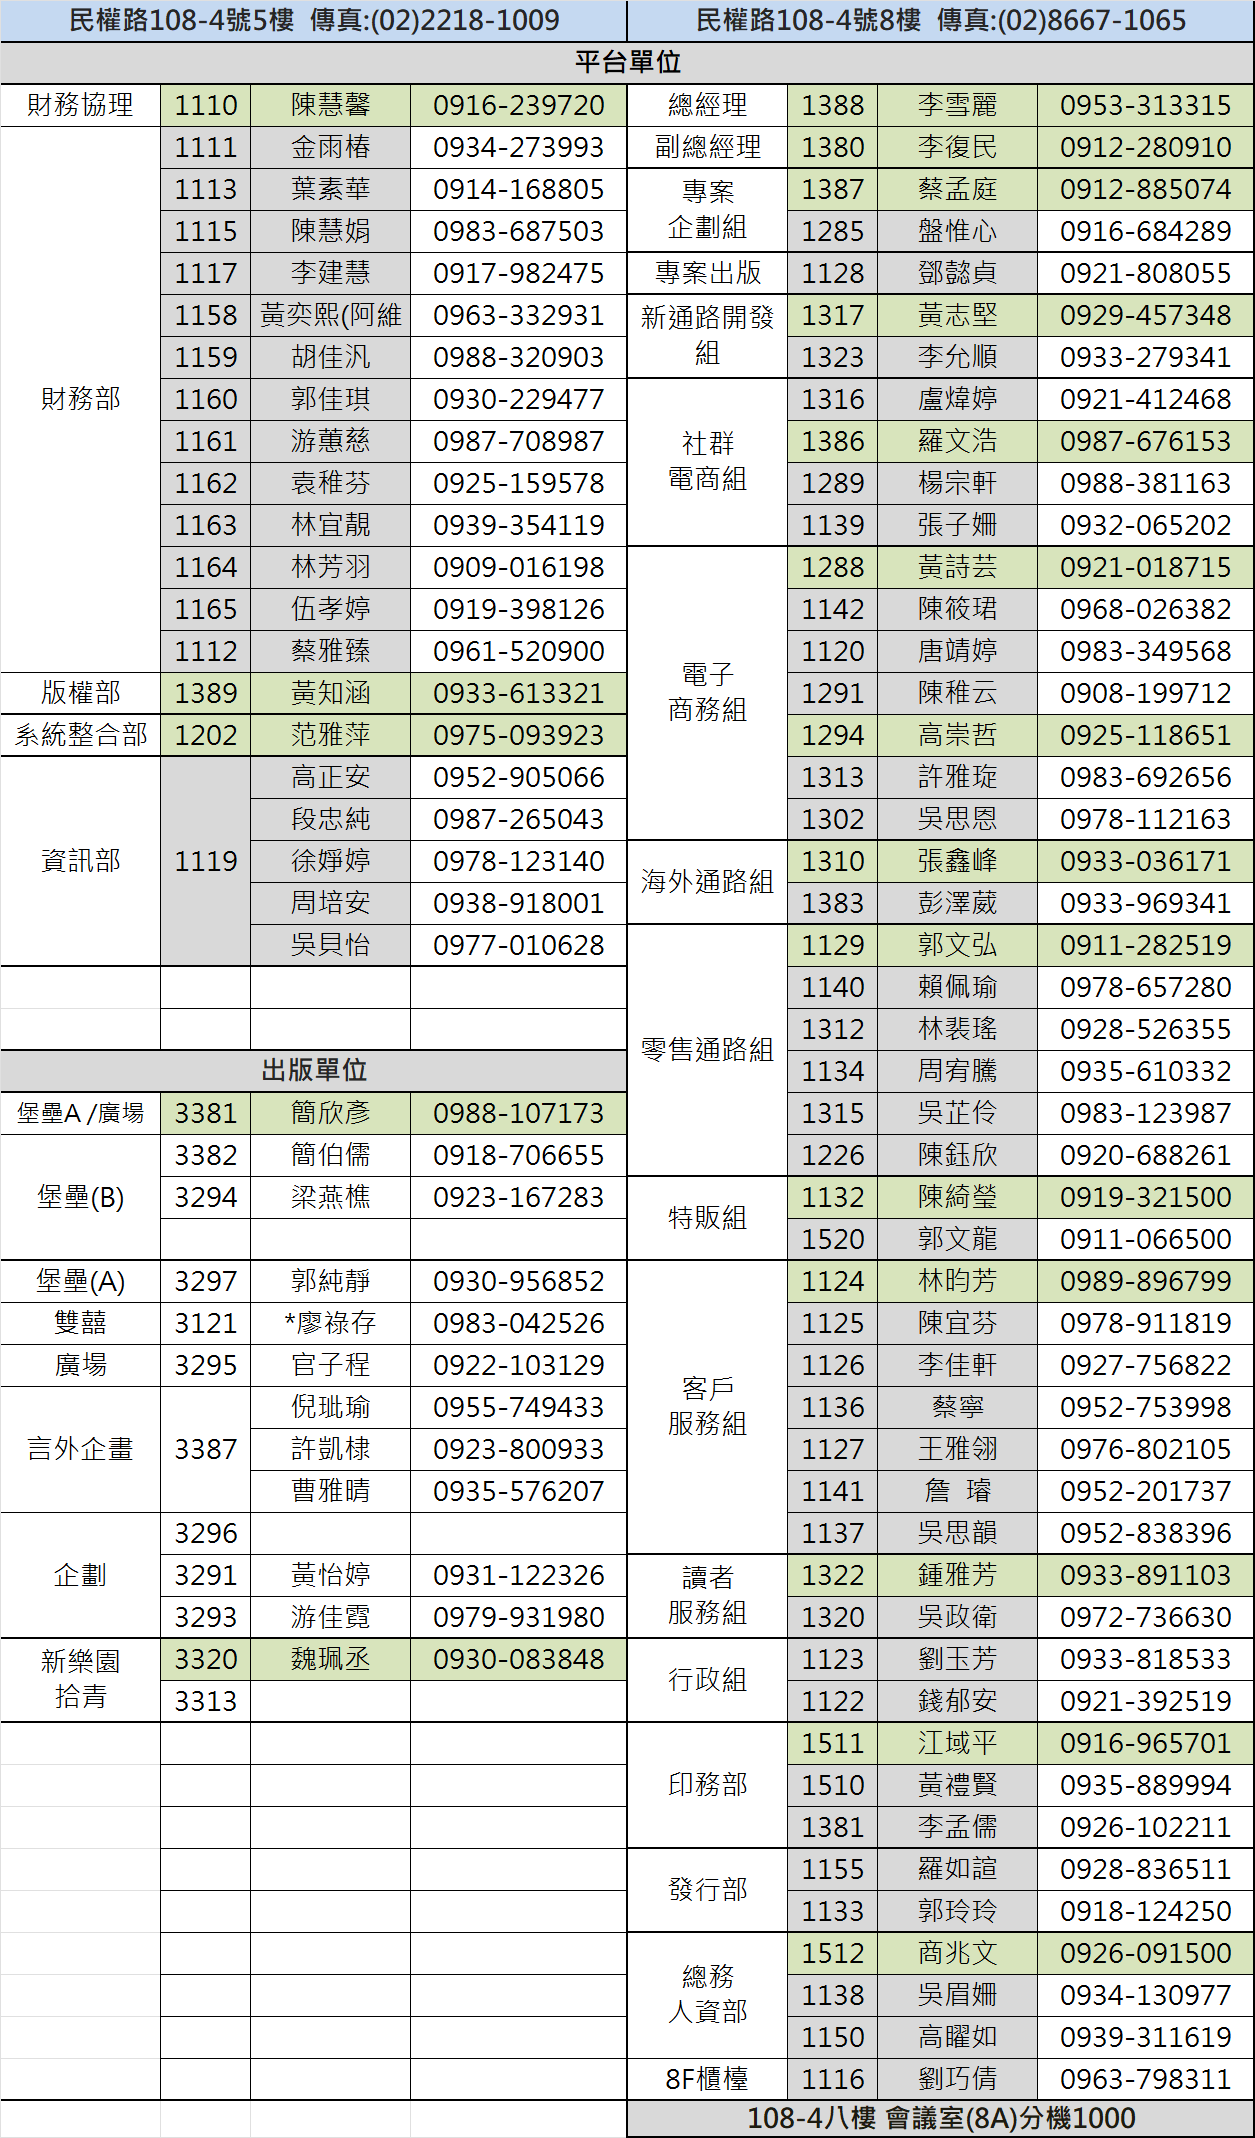 民權路108-4號5樓 傳真:(02)2218-1009
民權路108-4號8樓 傳真:(02)8667-1065
平台單位
財務協理 1110 陳慧馨 0916-239720
財務部
1111 金雨椿 0934-273993
1113 葉素華 0914-168805
1115 陳慧娟 0983-687503
1117 李建慧 0917-982475
1158 黃奕熙(阿維 0963-332931
1159 胡佳汎 0988-320903
1160 郭佳琪 0930-229477
1161 游蕙慈 0987-708987
1162 袁稚芬 0925-159578
1163 林宜靚 0939-354119
1164 林芳羽 0909-016198
1165 伍孝婷 0919-398126
1112 蔡雅臻 0961-520900
版權部 1389 黃知涵 0933-613321
系統整合部 1202 范雅萍 0975-093923
資訊部 1119
高正安 0952-905066
段忠純 0987-265043
徐婙婷 0978-123140
周培安 0938-918001
吳貝怡 0977-010628
出版單位
堡壘A /廣場 3381 簡欣彥 0988-107173
堡壘(B)
3382 簡伯儒 0918-706655
3294 梁燕樵 0923-167283
堡壘(A) 3297 郭純靜 0930-956852
雙囍 3121 *廖祿存 0983-042526
廣場 3295 官子程 0922-103129
言外企畫 3387
倪玼瑜 0955-749433
許凱棣 0923-800933
曹雅晴 0935-576207
企劃
3296
3291 黃怡婷 0931-122326
3293 游佳霓 0979-931980
新樂園
拾青
3320 魏珮丞 0930-083848
3313
總經理 1388 李雪麗 0953-313315
副總經理 1380 李復民 0912-280910
專案
企劃組
1387 蔡孟庭 0912-885074
1285 盤惟心 0916-684289
專案出版 1128 鄧懿貞 0921-808055
新通路開發
組
1317 黃志堅 0929-457348
1323 李允順 0933-279341
社群
電商組
1316 盧煒婷 0921-412468
1386 羅文浩 0987-676153
1289 楊宗軒 0988-381163
1139 張子姍 0932-065202
電子
商務組
1288 黃詩芸 0921-018715
1142 陳筱珺 0968-026382
1120 唐靖婷 0983-349568
1291 陳稚云 0908-199712
1294 高崇哲 0925-118651
1313 許雅琁 0983-692656
1302 吳思恩 0978-112163
海外通路組
1310 張鑫峰 0933-036171
1383 彭澤葳 0933-969341
零售通路組
1129 郭文弘 0911-282519
1140 賴佩瑜 0978-657280
1312 林裴瑤 0928-526355
1134 周宥騰 0935-610332
1315 吳芷伶 0983-123987
1226 陳鈺欣 0920-688261
特販組
1132 陳綺瑩 0919-321500
1520 郭文龍 0911-066500
客戶
服務組
1124 林昀芳 0989-896799
1125 陳宜芬 0978-911819
1126 李佳軒 0927-756822
1136 蔡寧 0952-753998
1127 王雅翎 0976-802105
1141 詹 璿 0952-201737
1137 吳思韻 0952-838396
讀者
服務組
1322 鍾雅芳 0933-891103
1320 吳政衛 0972-736630
行政組
1123 劉玉芳 0933-818533
1122 錢郁安 0921-392519
印務部
1511 江域平 0916-965701
1510 黃禮賢 0935-889994
1381 李孟儒 0926-102211
發行部
1155 羅如諠 0928-836511
1133 郭玲玲 0918-124250
總務
人資部
1512 商兆文 0926-091500
1138 吳眉姍 0934-130977
1150 高曜如 0939-311619
8F櫃檯 1116 劉巧倩 0963-798311
108-4八樓 會議室(8A)分機1000